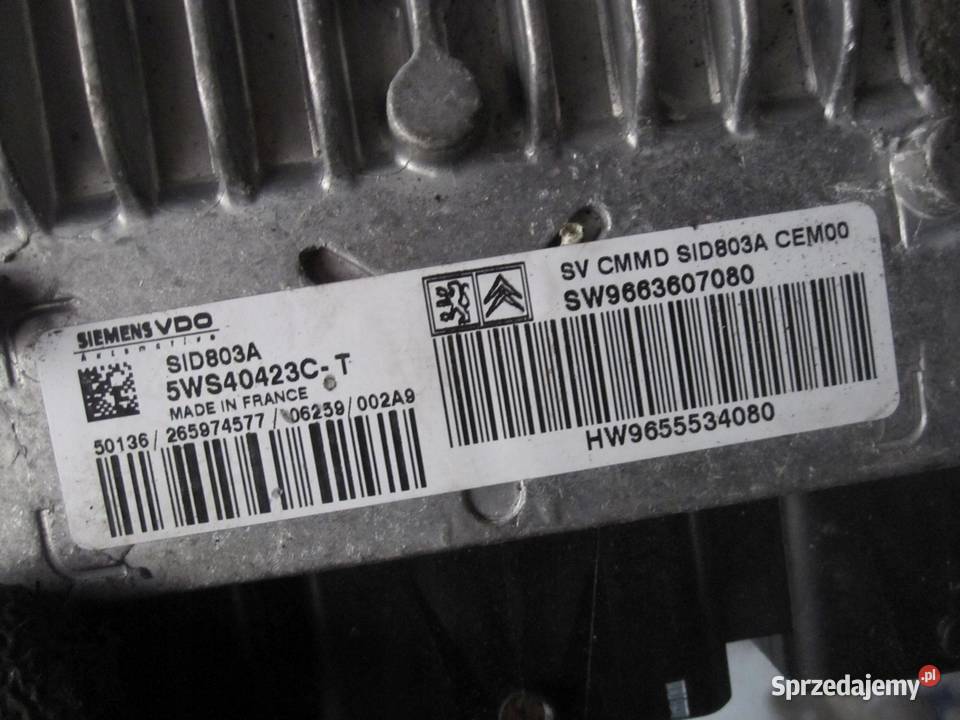 SIEMENS VDO
Automotive
SID803A
5WS40423C-T
MADE IN FRANCE
50136/265974577/06259/002A9
SV CMMD SID803A CEM00
SW9663607080
HW9655534080
Sprzedajemy.pl